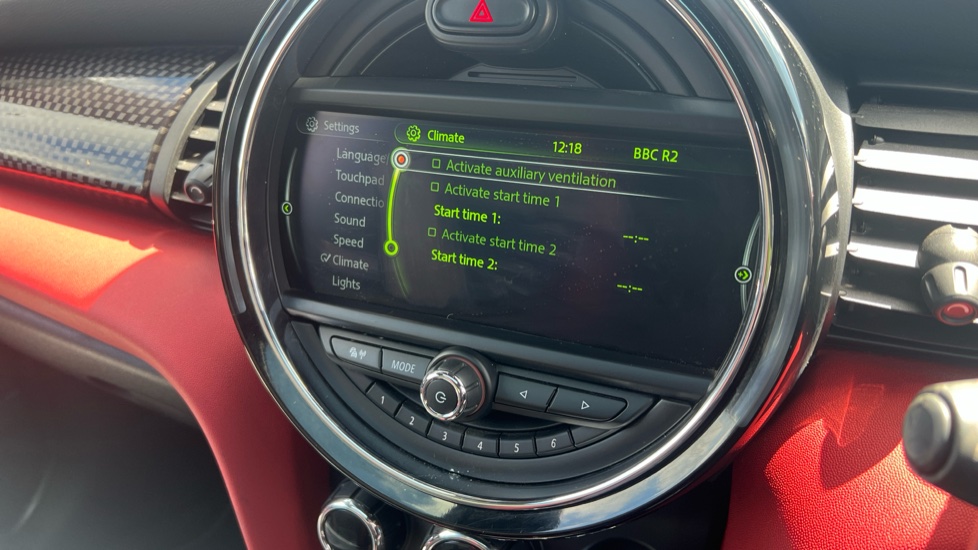 Settings
Climate 12:18 BBC R2
Language
Touchpad
Connectio
Sound
Speed
Climate
Lights
Activate auxiliary ventilation
Activate start time 1
Start time 1: --:--
Activate start time 2
Start time 2: --:--
MODE
1 2 3 4 5 6